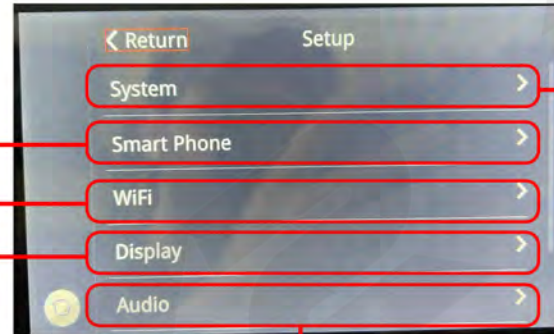 Return
Setup
System
Smart Phone
WiFi
Display
Audio